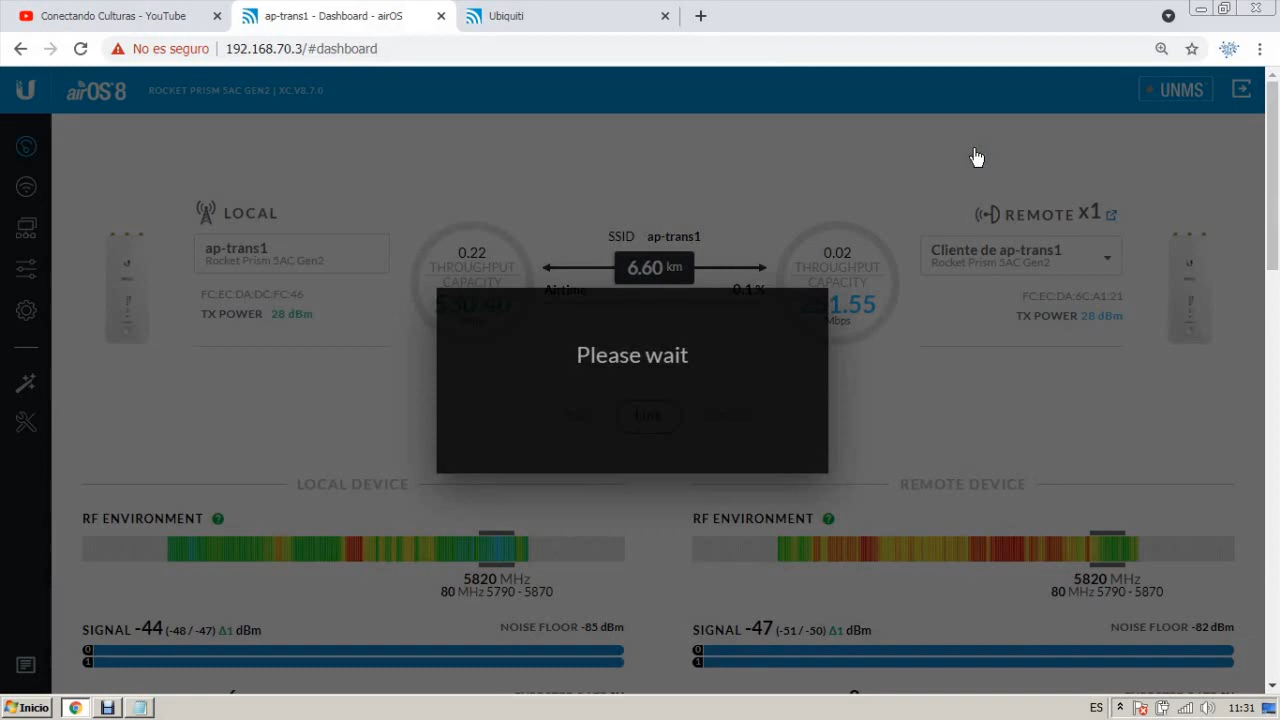 Conectando Culturas - YouTube
ap-trans1 - Dashboard - airOS
Ubiquiti
No es seguro
192.168.70.3/#dashboard
airOS 8
ROCKET PRISM 5AC GEN2 | XC.V8.7.0
UNMS
LOCAL
ap-trans1
Rocket Prism 5AC Gen2
FC:EC:DA:DC:FC:46
TX POWER 28 dBm
0.22
THROUGHPUT
CAPACITY
SSID ap-trans1
6.60 km
Airtime 0.1 %
0.02
THROUGHPUT
CAPACITY
Mbps
REMOTE x1
Cliente de ap-trans1
Rocket Prism 5AC Gen2
FC:EC:DA:6C:A1:21
TX POWER 28 dBm
Please wait
Link
LOCAL DEVICE
REMOTE DEVICE
RF ENVIRONMENT ?
5820 MHz
80 MHz 5790 - 5870
RF ENVIRONMENT ?
5820 MHz
80 MHz 5790 - 5870
SIGNAL -44 (-48 / -47) Δ1 dBm
NOISE FLOOR -85 dBm
0
1
SIGNAL -47 (-51 / -50) Δ1 dBm
NOISE FLOOR -82 dBm
0
1
Inicio
ES
11:31